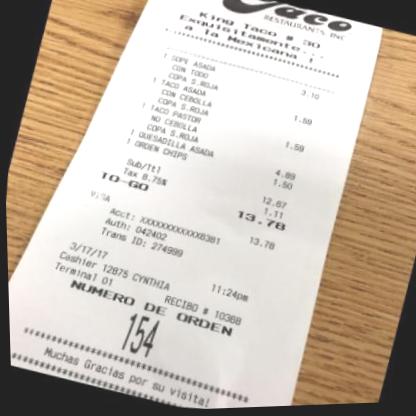 Taco
RESTAURANTS, INC
King Taco # 30
Exquisitamente...
a la Mexicana !
1 SOPE ASADA 3.10
CON TODO
COPA S.ROJA
1 TACO ASADA 1.59
CON CEBOLLA
COPA S.ROJA
1 TACO PASTOR 1.59
NO CEBOLLA
COPA S.ROJA
1 QUESADILLA ASADA 4.89
1 ORDEN CHIPS 1.50
Sub/Ttl 12.67
Tax 8.75% 1.11
TO-GO 13.78
VISA 13.78
Acct: XXXXXXXXXXXX8381
Auth: 042402
Trans ID: 274999
3/17/17 11:24pm
Cashier 12875 CYNTHIA
Terminal 01 RECIBO # 10368
NUMERO DE ORDEN
154
Muchas Gracias por su visita!